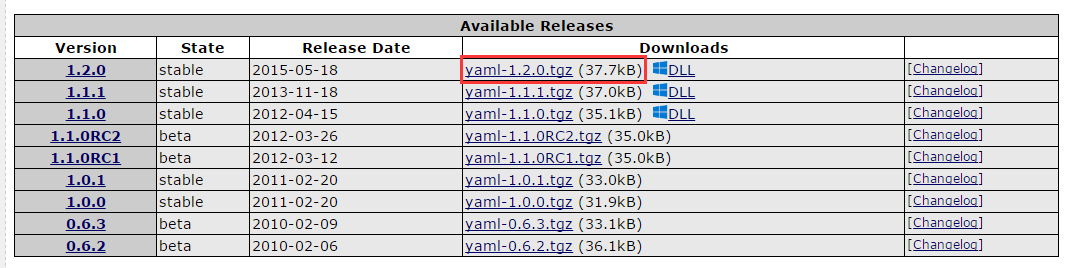 Available Releases
Version State Release Date Downloads
1.2.0 stable 2015-05-18 yaml-1.2.0.tgz (37.7kB) DLL [Changelog]
1.1.1 stable 2013-11-18 yaml-1.1.1.tgz (37.0kB) DLL [Changelog]
1.1.0 stable 2012-04-15 yaml-1.1.0.tgz (35.1kB) DLL [Changelog]
1.1.0RC2 beta 2012-03-26 yaml-1.1.0RC2.tgz (35.0kB) [Changelog]
1.1.0RC1 beta 2012-03-12 yaml-1.1.0RC1.tgz (35.0kB) [Changelog]
1.0.1 stable 2011-02-20 yaml-1.0.1.tgz (33.0kB) [Changelog]
1.0.0 stable 2011-02-20 yaml-1.0.0.tgz (31.9kB) [Changelog]
0.6.3 beta 2010-02-09 yaml-0.6.3.tgz (33.1kB) [Changelog]
0.6.2 beta 2010-02-06 yaml-0.6.2.tgz (36.1kB) [Changelog]